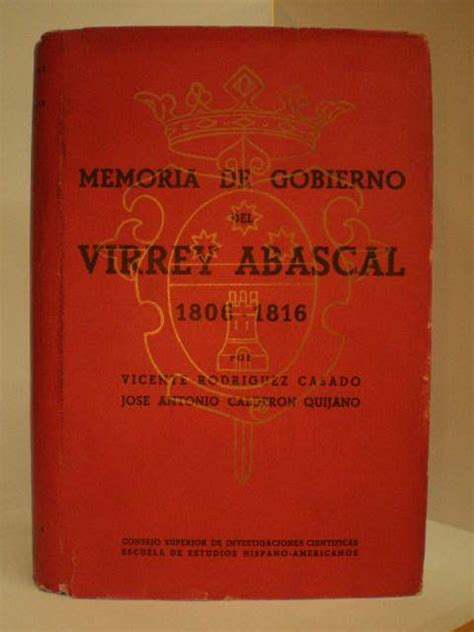 MEMORIA DE GOBIERNO
DEL
VIRREY ABASCAL
1806-1816
POR
VICENTE RODRIGUEZ CASADO
JOSE ANTONIO CALDERON QUIJANO
CONSEJO SUPERIOR DE INVESTIGACIONES CIENTIFICAS
ESCUELA DE ESTUDIOS HISPANO-AMERICANOS